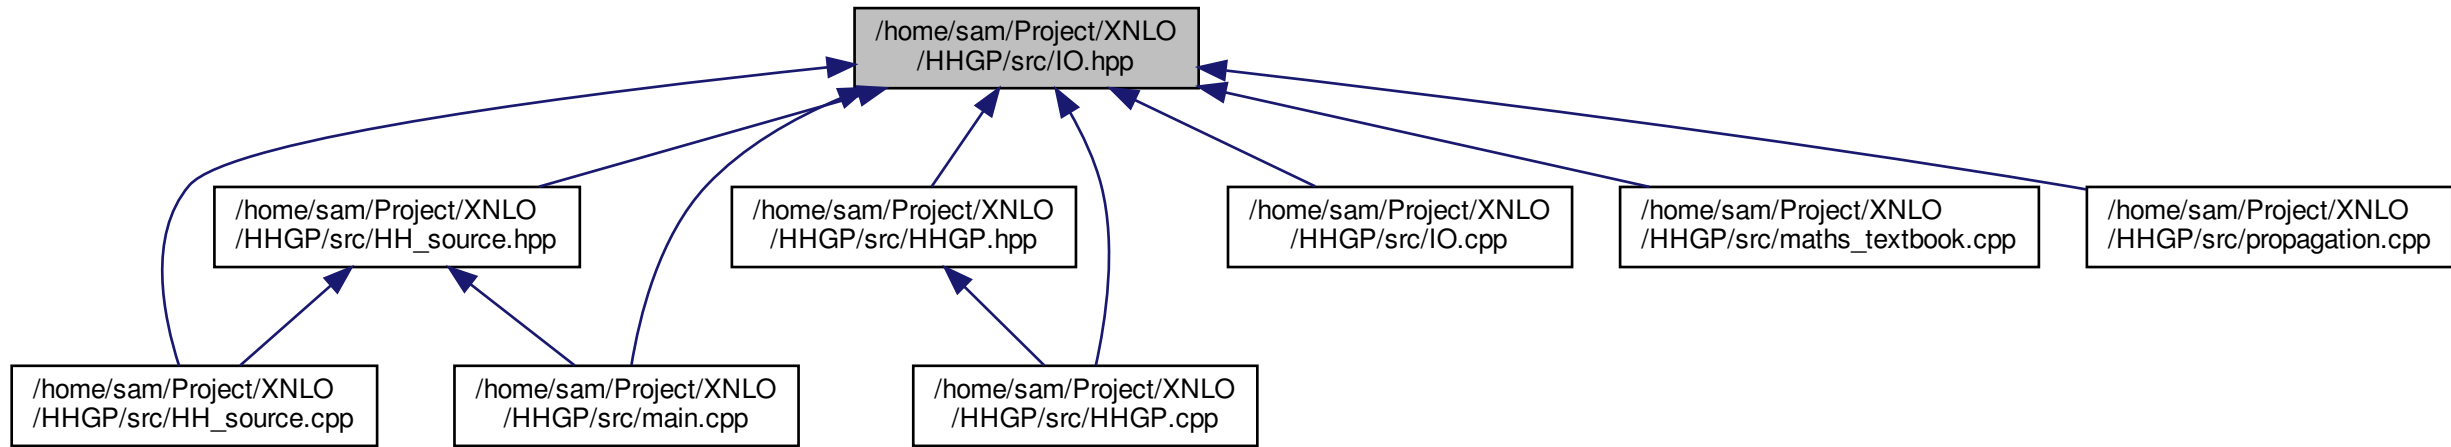 /home/sam/Project/XNLO
/HHGP/src/IO.hpp
/home/sam/Project/XNLO
/HHGP/src/HH_source.hpp
/home/sam/Project/XNLO
/HHGP/src/HHGP.hpp
/home/sam/Project/XNLO
/HHGP/src/IO.cpp
/home/sam/Project/XNLO
/HHGP/src/maths_textbook.cpp
/home/sam/Project/XNLO
/HHGP/src/propagation.cpp
/home/sam/Project/XNLO
/HHGP/src/HH_source.cpp
/home/sam/Project/XNLO
/HHGP/src/main.cpp
/home/sam/Project/XNLO
/HHGP/src/HHGP.cpp